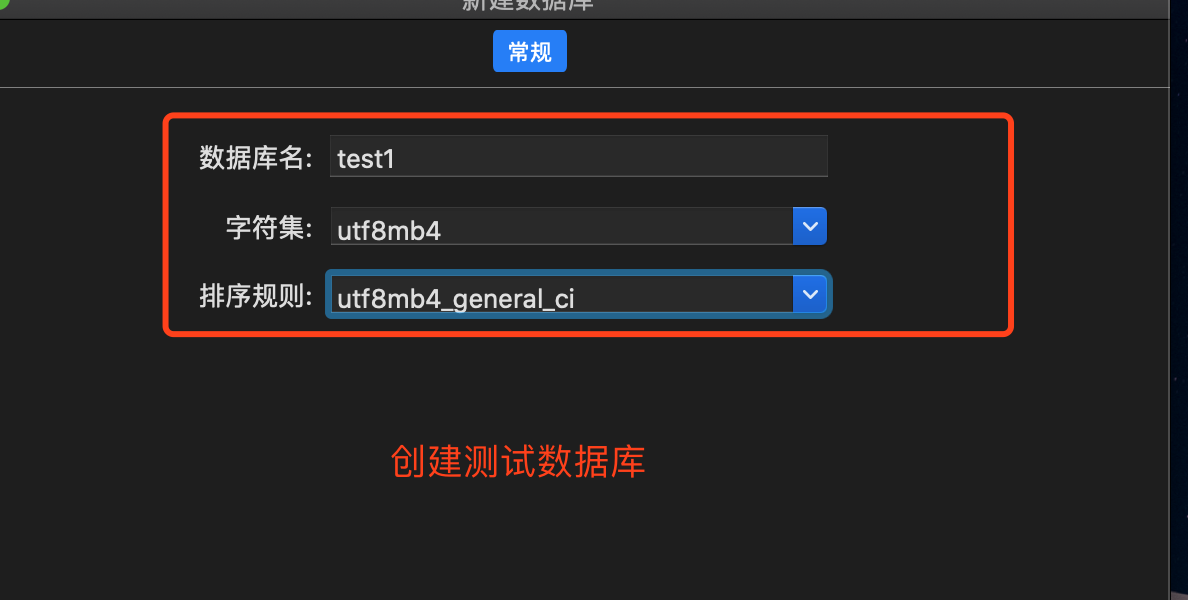 新建数据库
常规
数据库名: test1
字符集: utf8mb4
排序规则: utf8mb4_general_ci
创建测试数据库